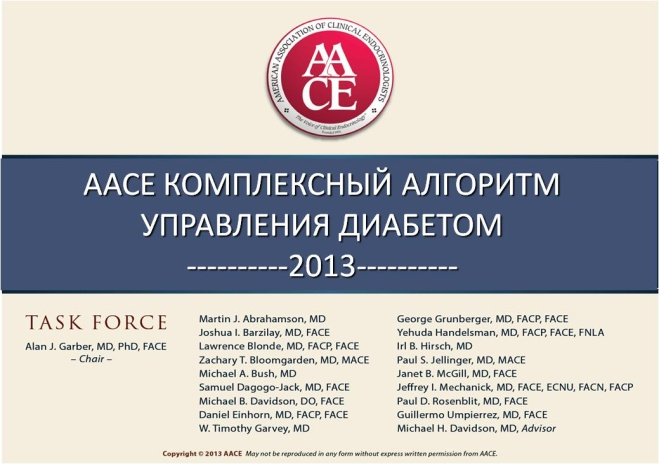 AMERICAN ASSOCIATION OF CLINICAL ENDOCRINOLOGISTS
AA
CE
The Voice of Clinical Endocrinology
AACE КОМПЛЕКСНЫЙ АЛГОРИТМ
УПРАВЛЕНИЯ ДИАБЕТОМ
----------2013----------
TASK FORCE
Alan J. Garber, MD, PhD, FACE
– Chair –
Martin J. Abrahamson, MD
Joshua I. Barzilay, MD, FACE
Lawrence Blonde, MD, FACP, FACE
Zachary T. Bloomgarden, MD, MACE
Michael A. Bush, MD
Samuel Dagogo-Jack, MD, FACE
Michael B. Davidson, DO, FACE
Daniel Einhorn, MD, FACP, FACE
W. Timothy Garvey, MD
George Grunberger, MD, FACP, FACE
Yehuda Handelsman, MD, FACP, FACE, FNLA
Irl B. Hirsch, MD
Paul S. Jellinger, MD, MACE
Janet B. McGill, MD, FACE
Jeffrey I. Mechanick, MD, FACE, ECNU, FACN, FACP
Paul D. Rosenblit, MD, FACE
Guillermo Umpierrez, MD, FACE
Michael H. Davidson, MD, Advisor
Copyright © 2013 AACE May not be reproduced in any form without express written permission from AACE.